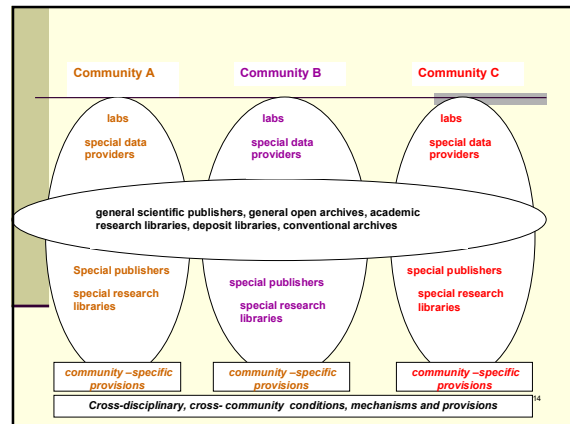 Community A
Community B
Community C
labs
special data
providers
labs
special data
providers
labs
special data
providers
general scientific publishers, general open archives, academic
research libraries, deposit libraries, conventional archives
Special publishers
special research
libraries
special publishers
special research
libraries
special publishers
special research
libraries
community –specific
provisions
community –specific
provisions
community –specific
provisions
14
Cross-disciplinary, cross- community conditions, mechanisms and provisions